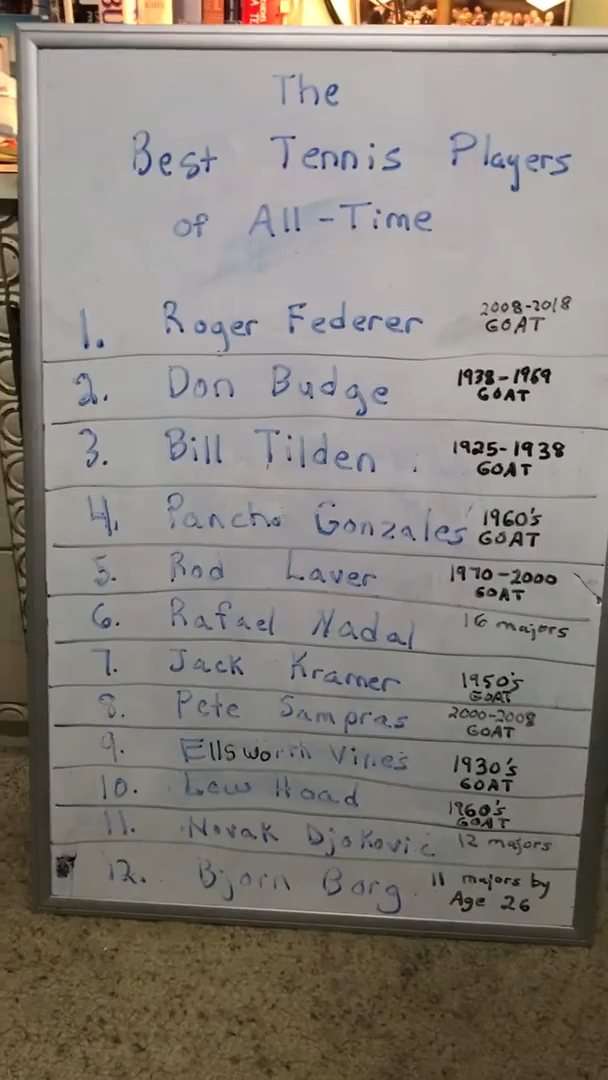 The
Best Tennis Players
of All-Time
1. Roger Federer 2008-2018 GOAT
2. Don Budge 1938-1969 GOAT
3. Bill Tilden 1925-1938 GOAT
4. Pancho Gonzales 1960's GOAT
5. Rod Laver 1970-2000 GOAT
6. Rafael Nadal 16 majors
7. Jack Kramer 1950's GOAT
8. Pete Sampras 2000-2008 GOAT
9. Ellsworth Vines 1930's GOAT
10. Lew Hoad 1960's GOAT
11. Novak Djokovic 12 majors
12. Bjorn Borg 11 majors by Age 26